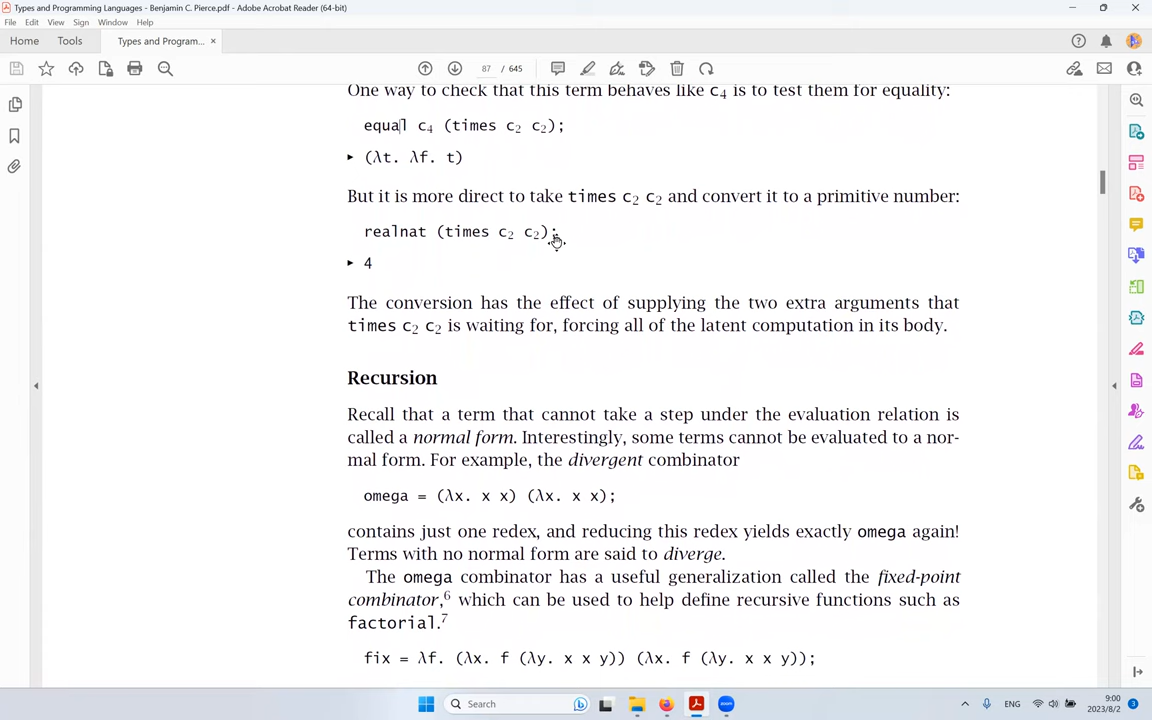 Types and Programming Languages - Benjamin C. Pierce.pdf - Adobe Acrobat Reader (64-bit)
File Edit View Sign Window Help
Home Tools Types and Program... ×
87 / 645
One way to check that this term behaves like c₄ is to test them for equality:
equal c₄ (times c₂ c₂);
▸ (λt. λf. t)
But it is more direct to take times c₂ c₂ and convert it to a primitive number:
realnat (times c₂ c₂);
▸ 4
The conversion has the effect of supplying the two extra arguments that
times c₂ c₂ is waiting for, forcing all of the latent computation in its body.
Recursion
Recall that a term that cannot take a step under the evaluation relation is
called a normal form. Interestingly, some terms cannot be evaluated to a nor-
mal form. For example, the divergent combinator
omega = (λx. x x) (λx. x x);
contains just one redex, and reducing this redex yields exactly omega again!
Terms with no normal form are said to diverge.
The omega combinator has a useful generalization called the fixed-point
combinator,⁶ which can be used to help define recursive functions such as
factorial.⁷
fix = λf. (λx. f (λy. x x y)) (λx. f (λy. x x y));
Search
zoom
ENG
9:00
2023/8/2
3